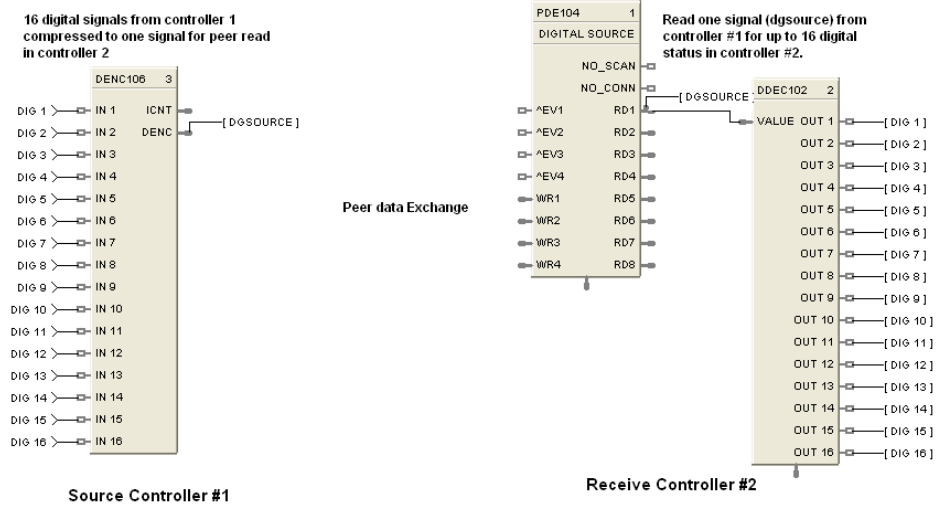 16 digital signals from controller 1
compressed to one signal for peer read
in controller 2
DENC106 3
DIG 1 IN 1 ICNT
DIG 2 IN 2 DENC [ DGSOURCE ]
DIG 3 IN 3
DIG 4 IN 4
DIG 5 IN 5
DIG 6 IN 6
DIG 7 IN 7
DIG 8 IN 8
DIG 9 IN 9
DIG 10 IN 10
DIG 11 IN 11
DIG 12 IN 12
DIG 13 IN 13
DIG 14 IN 14
DIG 15 IN 15
DIG 16 IN 16
Source Controller #1
Peer data Exchange
PDE104 1
DIGITAL SOURCE
NO_SCAN
NO_CONN
^EV1 RD1 [ DGSOURCE ]
^EV2 RD2
^EV3 RD3
^EV4 RD4
WR1 RD5
WR2 RD6
WR3 RD7
WR4 RD8
Read one signal (dgsource) from
controller #1 for up to 16 digital
status in controller #2.
DDEC102 2
VALUE OUT 1 [ DIG 1 ]
OUT 2 [ DIG 2 ]
OUT 3 [ DIG 3 ]
OUT 4 [ DIG 4 ]
OUT 5 [ DIG 5 ]
OUT 6 [ DIG 6 ]
OUT 7 [ DIG 7 ]
OUT 8 [ DIG 8 ]
OUT 9 [ DIG 9 ]
OUT 10 [ DIG 10 ]
OUT 11 [ DIG 11 ]
OUT 12 [ DIG 12 ]
OUT 13 [ DIG 13 ]
OUT 14 [ DIG 14 ]
OUT 15 [ DIG 15 ]
OUT 16 [ DIG 16 ]
Receive Controller #2